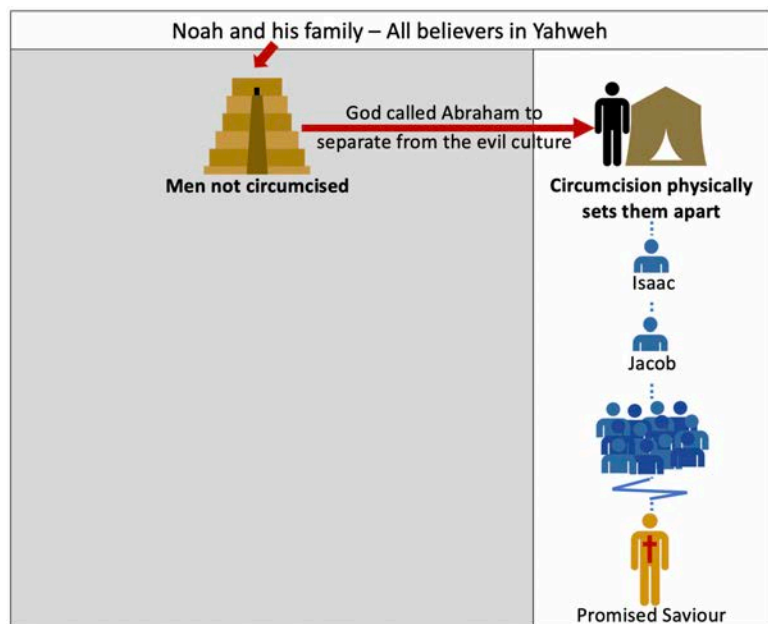 Noah and his family – All believers in Yahweh
God called Abraham to
separate from the evil culture
Men not circumcised
Circumcision physically
sets them apart
Isaac
Jacob
Promised Saviour